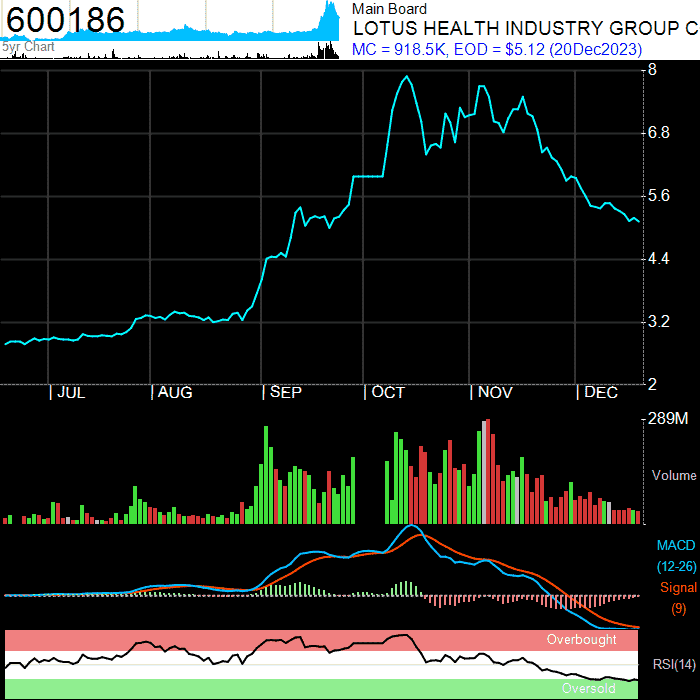 600186
5yr Chart
Main Board
LOTUS HEALTH INDUSTRY GROUP C
MC = 918.5K, EOD = $5.12 (20Dec2023)
8
6.8
5.6
4.4
3.2
2
JUL
AUG
SEP
OCT
NOV
DEC
289M
Volume
MACD
(12-26)
Signal
(9)
Overbought
RSI(14)
Oversold